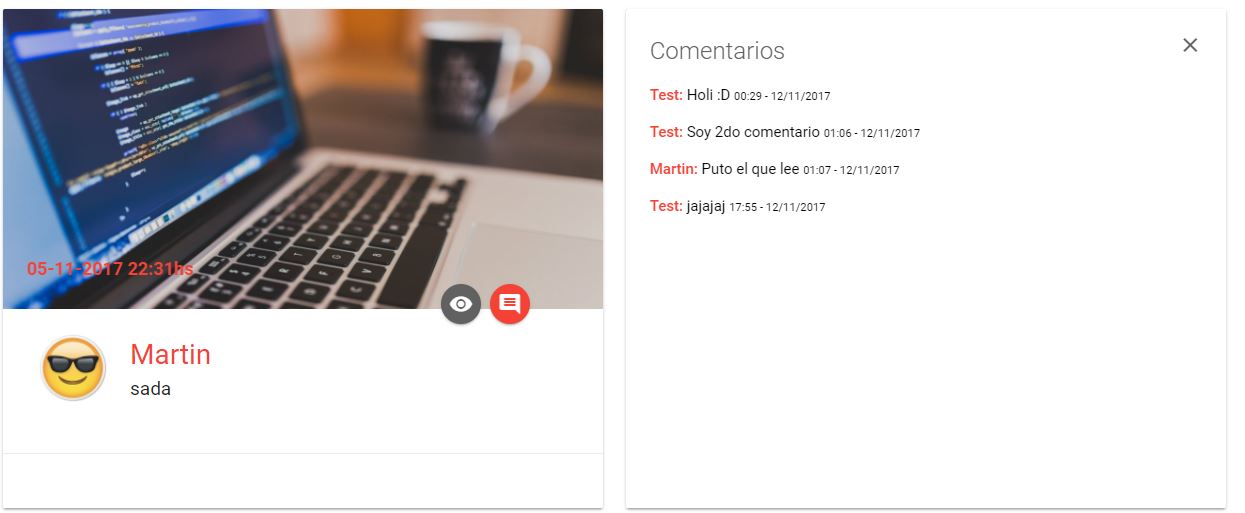 05-11-2017 22:31hs
Martin
sada
Comentarios
Test: Holi :D 00:29 - 12/11/2017
Test: Soy 2do comentario 01:06 - 12/11/2017
Martin: Puto el que lee 01:07 - 12/11/2017
Test: jajajaj 17:55 - 12/11/2017